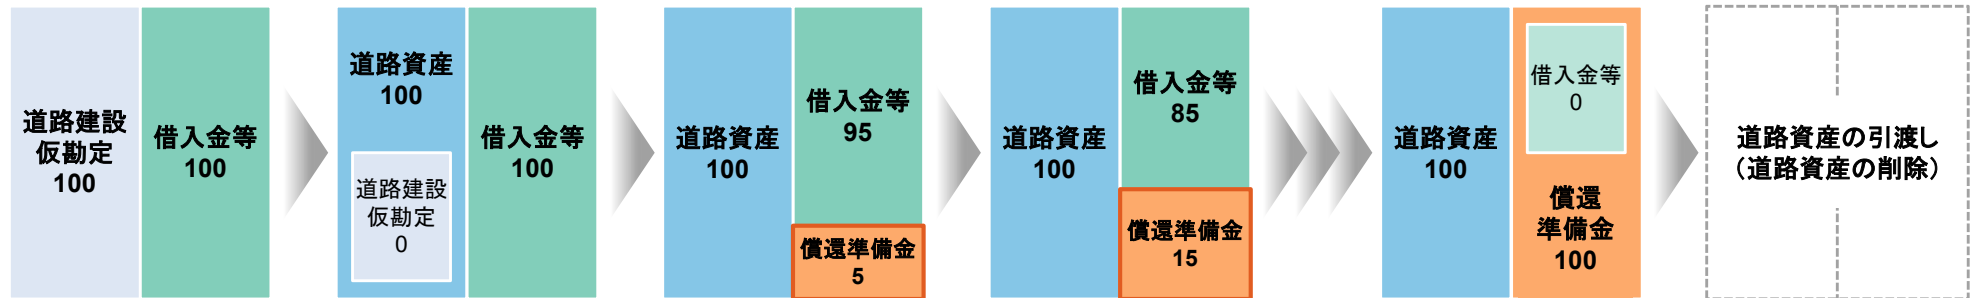 道路建設
仮勘定
100
借入金等
100
道路資産
100
道路建設
仮勘定
0
借入金等
100
道路資産
100
借入金等
95
償還準備金
5
道路資産
100
借入金等
85
償還準備金
15
道路資産
100
借入金等
0
償還
準備金
100
道路資産の引渡し
（道路資産の削除）